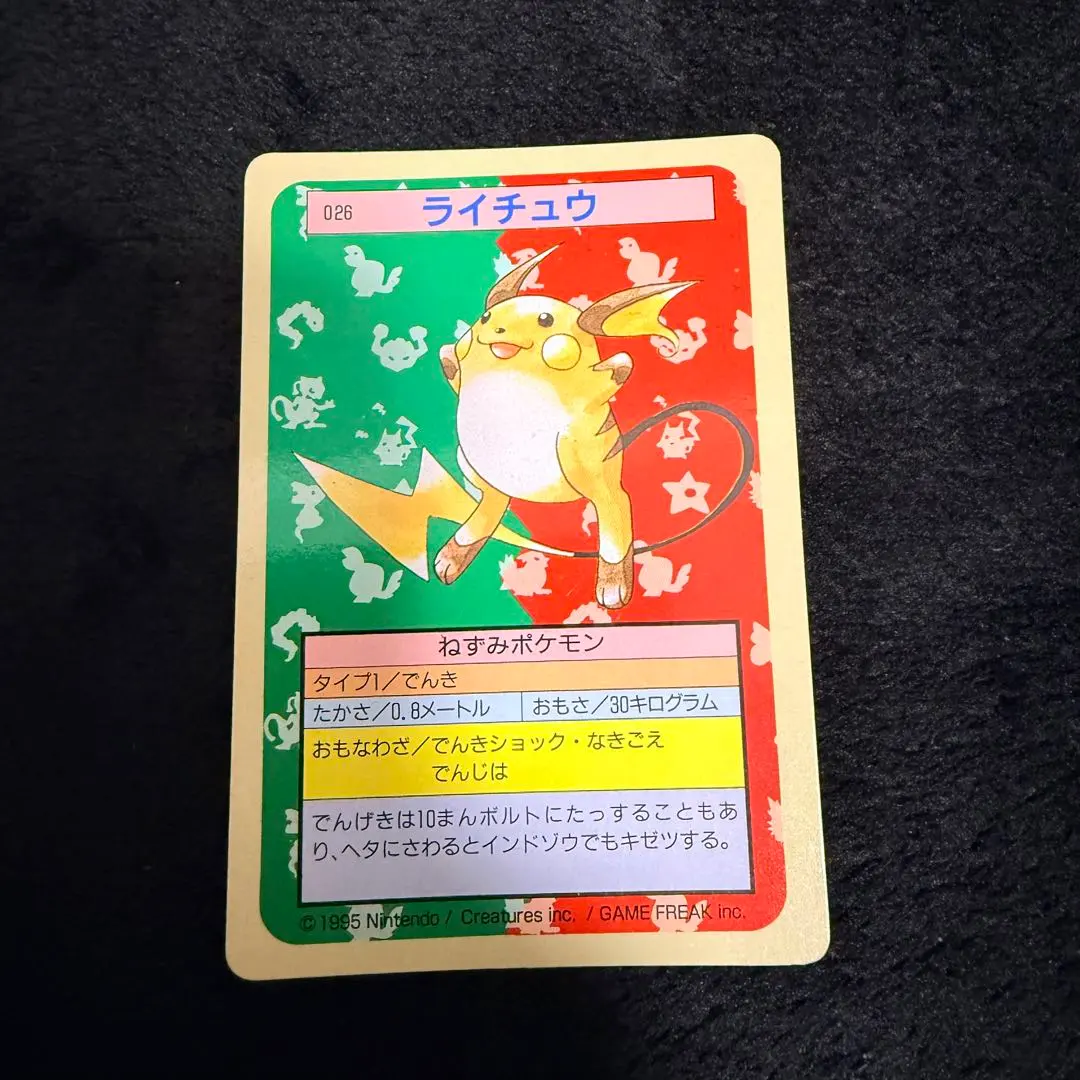 026 ライチュウ
ねずみポケモン
タイプ1／でんき
たかさ／0.8メートル おもさ／30キログラム
おもなわざ／でんきショック・なきごえ
でんじは
でんげきは10まんボルトにたっすることもあ
り、ヘタにさわるとインドゾウでもキゼツする。
©1995 Nintendo / Creatures inc. / GAME FREAK inc.